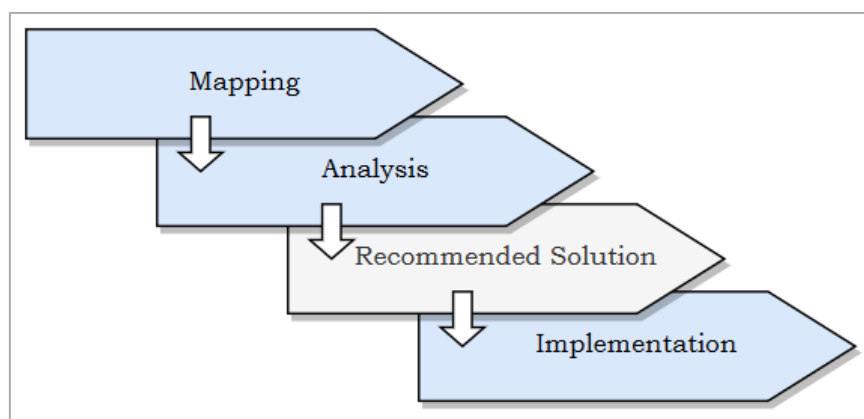 Mapping
Analysis
Recommended Solution
Implementation